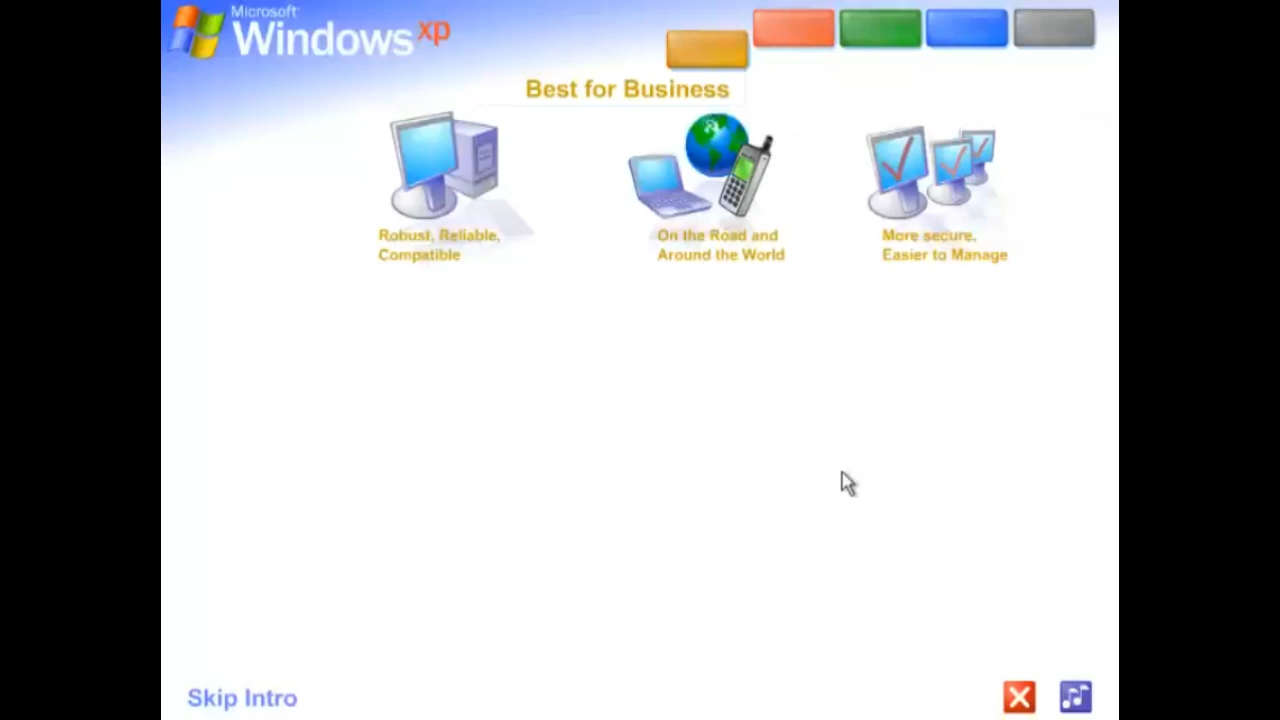 Microsoft
Windows xp
Best for Business
Robust, Reliable,
Compatible
On the Road and
Around the World
More secure,
Easier to Manage
Skip Intro